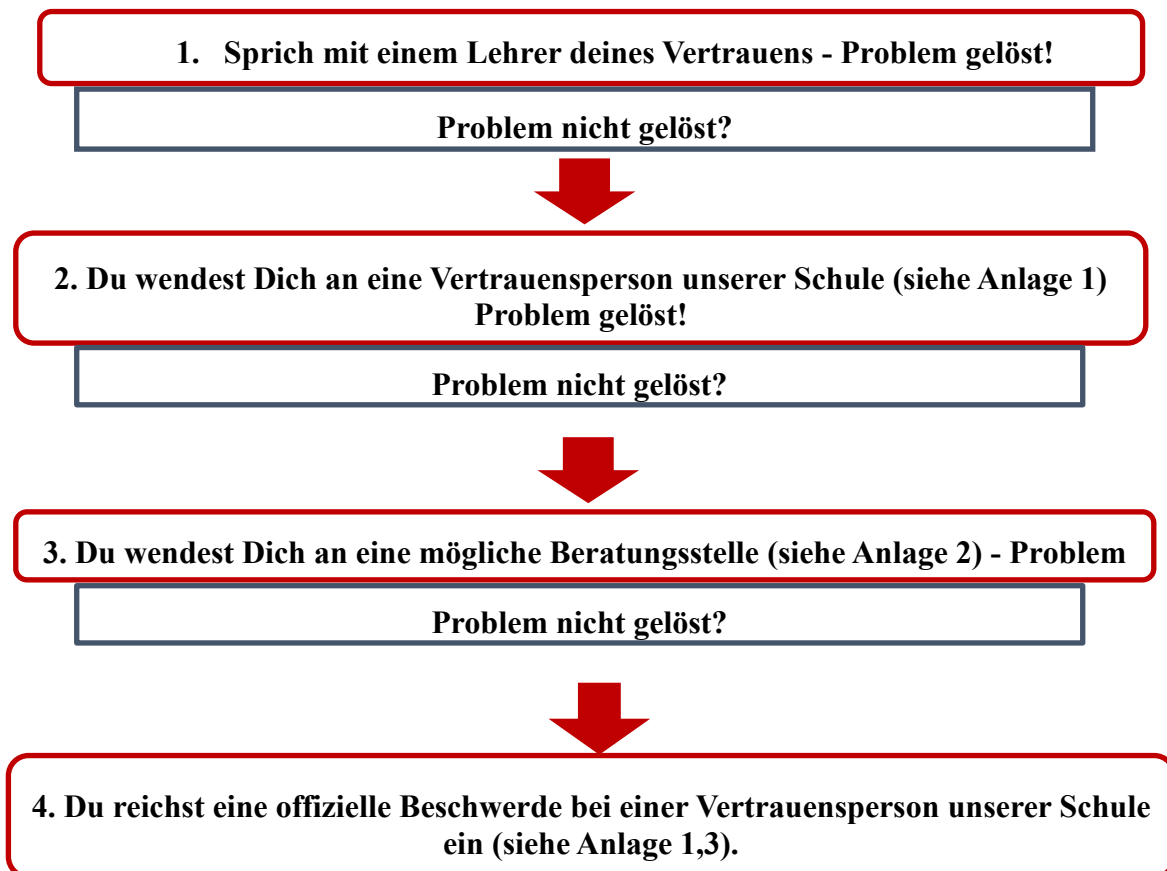 1. Sprich mit einem Lehrer deines Vertrauens - Problem gelöst!
Problem nicht gelöst?
2. Du wendest Dich an eine Vertrauensperson unserer Schule (siehe Anlage 1)
Problem gelöst!
Problem nicht gelöst?
3. Du wendest Dich an eine mögliche Beratungsstelle (siehe Anlage 2) - Problem
Problem nicht gelöst?
4. Du reichst eine offizielle Beschwerde bei einer Vertrauensperson unserer Schule
ein (siehe Anlage 1,3).